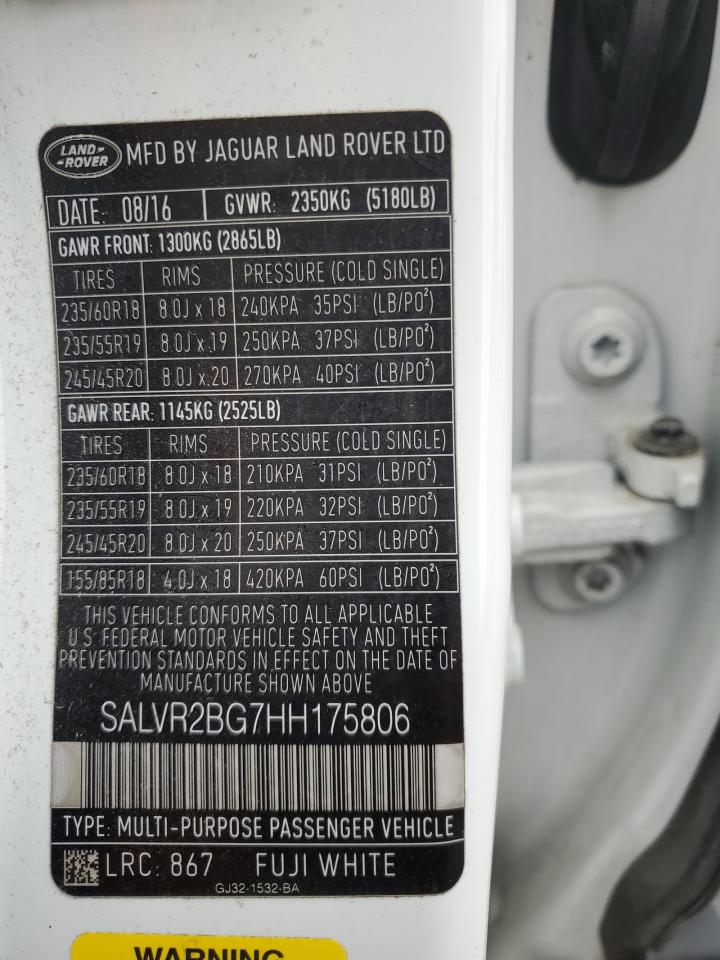 LAND-ROVER MFD BY JAGUAR LAND ROVER LTD
DATE: 08/16 GVWR: 2350KG (5180LB)
GAWR FRONT: 1300KG (2865LB)
TIRES RIMS PRESSURE (COLD SINGLE)
235/60R18 8.0J x 18 240KPA 35PSI (LB/PO²)
235/55R19 8.0J x 19 250KPA 37PSI (LB/PO²)
245/45R20 8.0J x 20 270KPA 40PSI (LB/PO²)
GAWR REAR: 1145KG (2525LB)
TIRES RIMS PRESSURE (COLD SINGLE)
235/60R18 8.0J x 18 210KPA 31PSI (LB/PO²)
235/55R19 8.0J x 19 220KPA 32PSI (LB/PO²)
245/45R20 8.0J x 20 250KPA 37PSI (LB/PO²)
155/85R18 4.0J x 18 420KPA 60PSI (LB/PO²)
THIS VEHICLE CONFORMS TO ALL APPLICABLE
U.S. FEDERAL MOTOR VEHICLE SAFETY AND THEFT
PREVENTION STANDARDS IN EFFECT ON THE DATE OF
MANUFACTURE SHOWN ABOVE
SALVR2BG7HH175806
TYPE: MULTI-PURPOSE PASSENGER VEHICLE
LRC: 867 FUJI WHITE
GJ32-1532-BA
WARNING